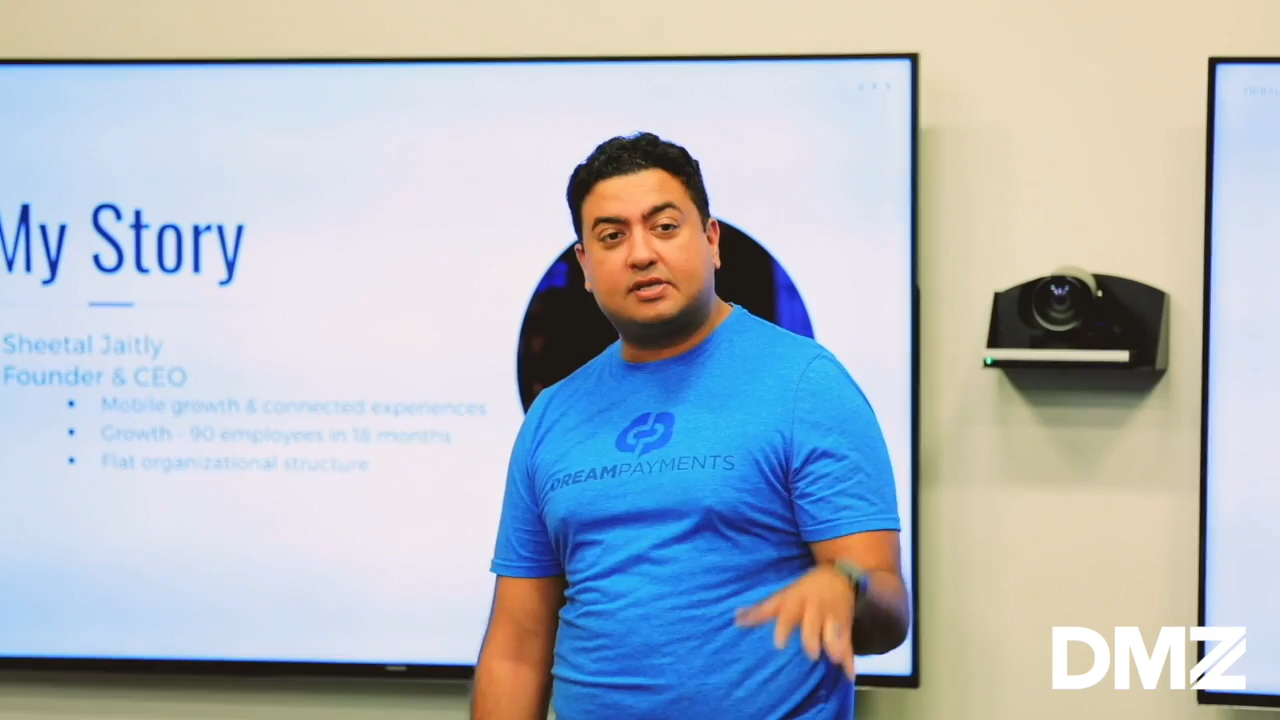 My Story
Sheetal Jaitly
Founder & CEO
• Mobile growth & connected experiences
• Growth - 90 employees in 18 months
• Flat organizational structure
DREAMPAYMENTS
DMZ